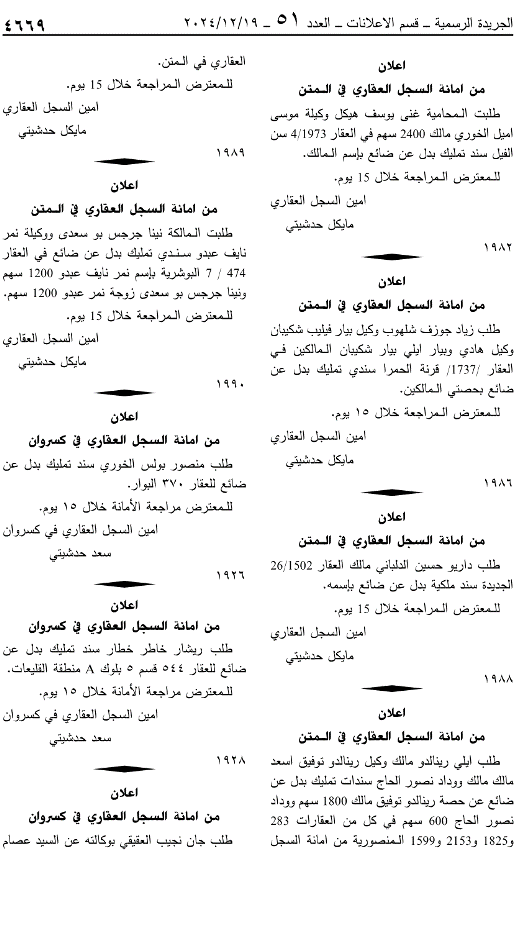 الجريدة الرسمية ــ قسم الاعلانات ــ العدد ٥١ ــ ٢٠٢٤/١٢/١٩
٤٦٦٩
اعلان
من امانة السجل العقاري في المتن
طلبت المحامية غنى يوسف هيكل وكيلة موسى
اميل الخوري مالك 2400 سهم في العقار 4/1973 سن
الفيل سند تمليك بدل عن ضائع بإسم المالك.
للمعترض المراجعة خلال 15 يوم.
امين السجل العقاري
مايكل حدشيتي
١٩٨٢
اعلان
من امانة السجل العقاري في المتن
طلب زياد جوزف شلهوب وكيل بيار فيليب شكيبان
وكيل هادي وبيار ايلي بيار شكيبان المالكين في
العقار /1737/ قرنة الحمرا سندي تمليك بدل عن
ضائع بحصتي المالكين.
للمعترض المراجعة خلال ١٥ يوم.
امين السجل العقاري
مايكل حدشيتي
١٩٨٦
اعلان
من امانة السجل العقاري في المتن
طلب داريو حسين الدلباني مالك العقار 26/1502
الجديدة سند ملكية بدل عن ضائع بإسمه.
للمعترض المراجعة خلال 15 يوم.
امين السجل العقاري
مايكل حدشيتي
١٩٨٨
اعلان
من امانة السجل العقاري في المتن
طلب ايلي رينالدو مالك وكيل رينالدو توفيق اسعد
مالك مالك ووداد نصور الحاج سندات تمليك بدل عن
ضائع عن حصة رينالدو توفيق مالك 1800 سهم ووداد
نصور الحاج 600 سهم في كل من العقارات 283
و1825 و2153 و1599 المنصورية من امانة السجل
العقاري في المتن.
للمعترض المراجعة خلال 15 يوم.
امين السجل العقاري
مايكل حدشيتي
١٩٨٩
اعلان
من امانة السجل العقاري في المتن
طلبت المالكة نينا جرجس بو سعدى ووكيلة نمر
نايف عبدو سندي تمليك بدل عن ضائع في العقار
474 / 7 البوشرية بإسم نمر نايف عبدو 1200 سهم
ونينا جرجس بو سعدى زوجة نمر عبدو 1200 سهم.
للمعترض المراجعة خلال 15 يوم.
امين السجل العقاري
مايكل حدشيتي
١٩٩٠
اعلان
من امانة السجل العقاري في كسروان
طلب منصور بولس الخوري سند تمليك بدل عن
ضائع للعقار ٣٧٠ البوار.
للمعترض مراجعة الأمانة خلال ١٥ يوم.
امين السجل العقاري في كسروان
سعد حدشيتي
١٩٢٦
اعلان
من امانة السجل العقاري في كسروان
طلب ريشار خاطر خطار سند تمليك بدل عن
ضائع للعقار ٥٤٤ قسم ٥ بلوك A منطقة القليعات.
للمعترض مراجعة الأمانة خلال ١٥ يوم.
امين السجل العقاري في كسروان
سعد حدشيتي
١٩٢٨
اعلان
من امانة السجل العقاري في كسروان
طلب جان نجيب العقيقي بوكالته عن السيد عصام